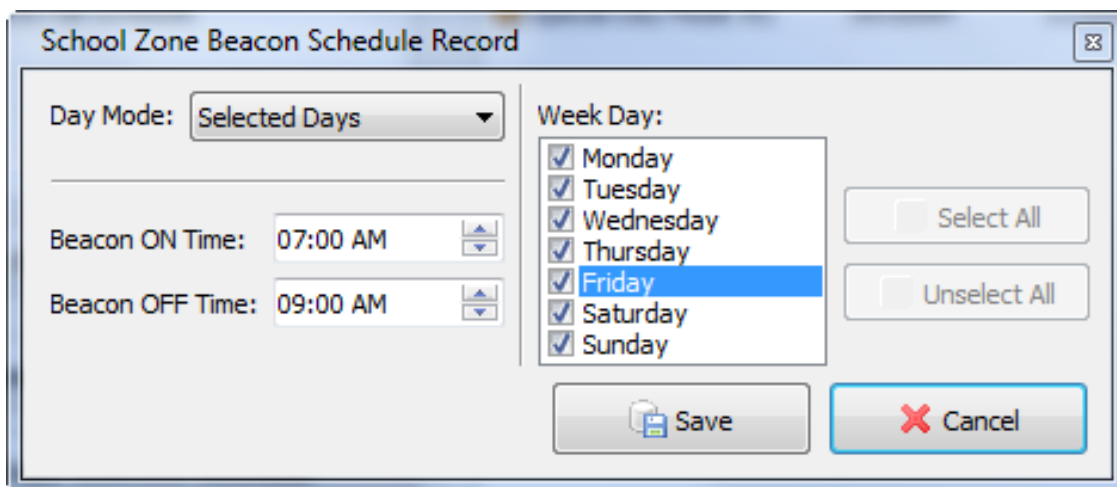 School Zone Beacon Schedule Record
Day Mode: Selected Days
Beacon ON Time: 07:00 AM
Beacon OFF Time: 09:00 AM
Week Day:
Monday
Tuesday
Wednesday
Thursday
Friday
Saturday
Sunday
Select All
Unselect All
Save
Cancel